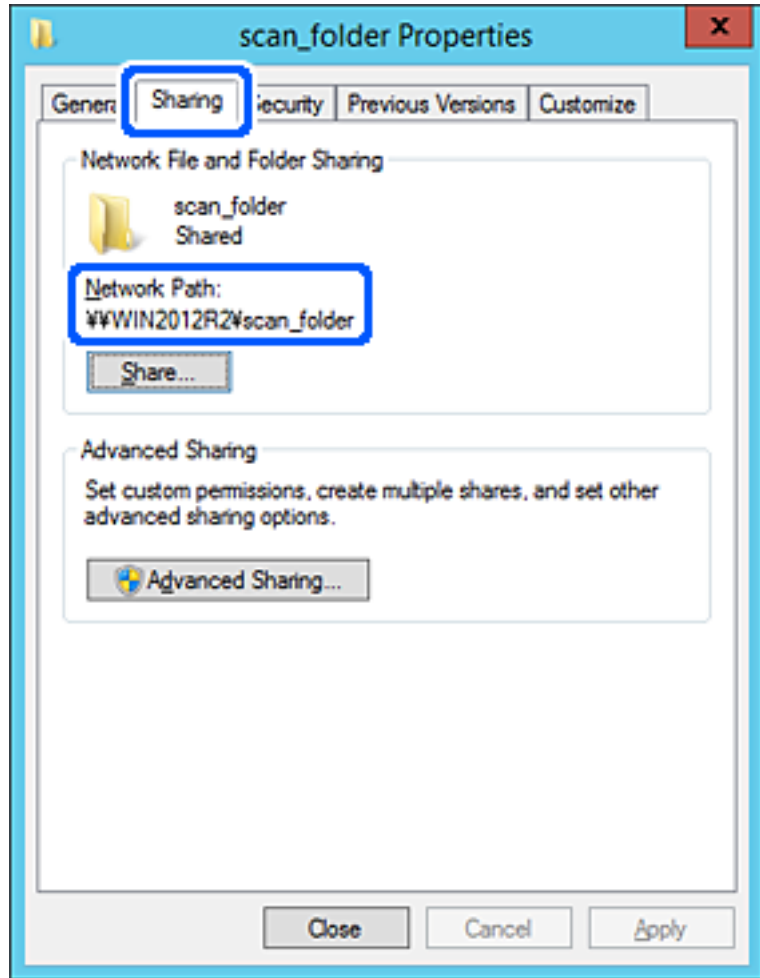 scan_folder Properties
Sharing
Previous Versions
Customize
Network File and Folder Sharing
scan_folder
Shared
Network Path:
¥¥WIN2012R2¥scan_folder
Share...
Advanced Sharing
Set custom permissions, create multiple shares, and set other
advanced sharing options.
Advanced Sharing...
Close
Cancel
Apply